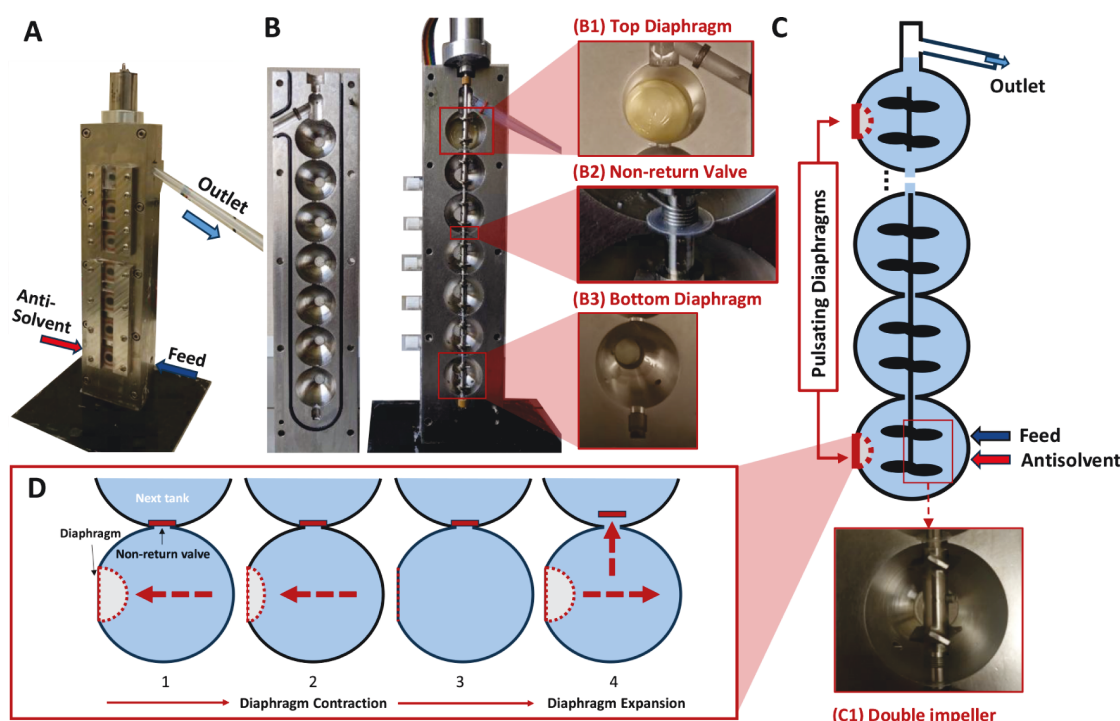 A
Outlet
Anti-
Solvent
Feed
B
(B1) Top Diaphragm
(B2) Non-return Valve
(B3) Bottom Diaphragm
C
Outlet
Pulsating Diaphragms
Feed
Antisolvent
(C1) Double impeller
D
Next tank
Diaphragm
Non-return valve
1 2 3 4
Diaphragm Contraction Diaphragm Expansion